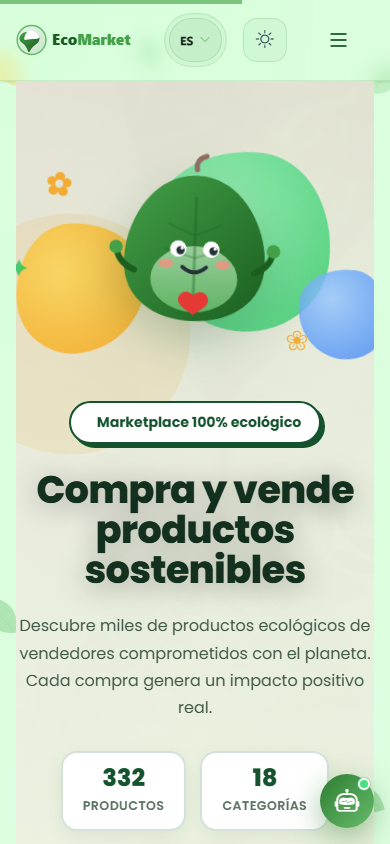 EcoMarket
ES
Marketplace 100% ecológico
Compra y vende
productos
sostenibles
Descubre miles de productos ecológicos de
vendedores comprometidos con el planeta.
Cada compra genera un impacto positivo
real.
332
PRODUCTOS
18
CATEGORÍAS